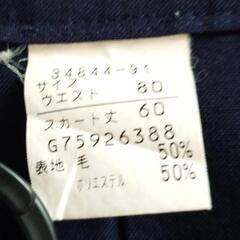 34844-91
サイズ
ウエスト 80
スカート丈 60
G75926388
表地 毛 50%
ポリエステル 50%